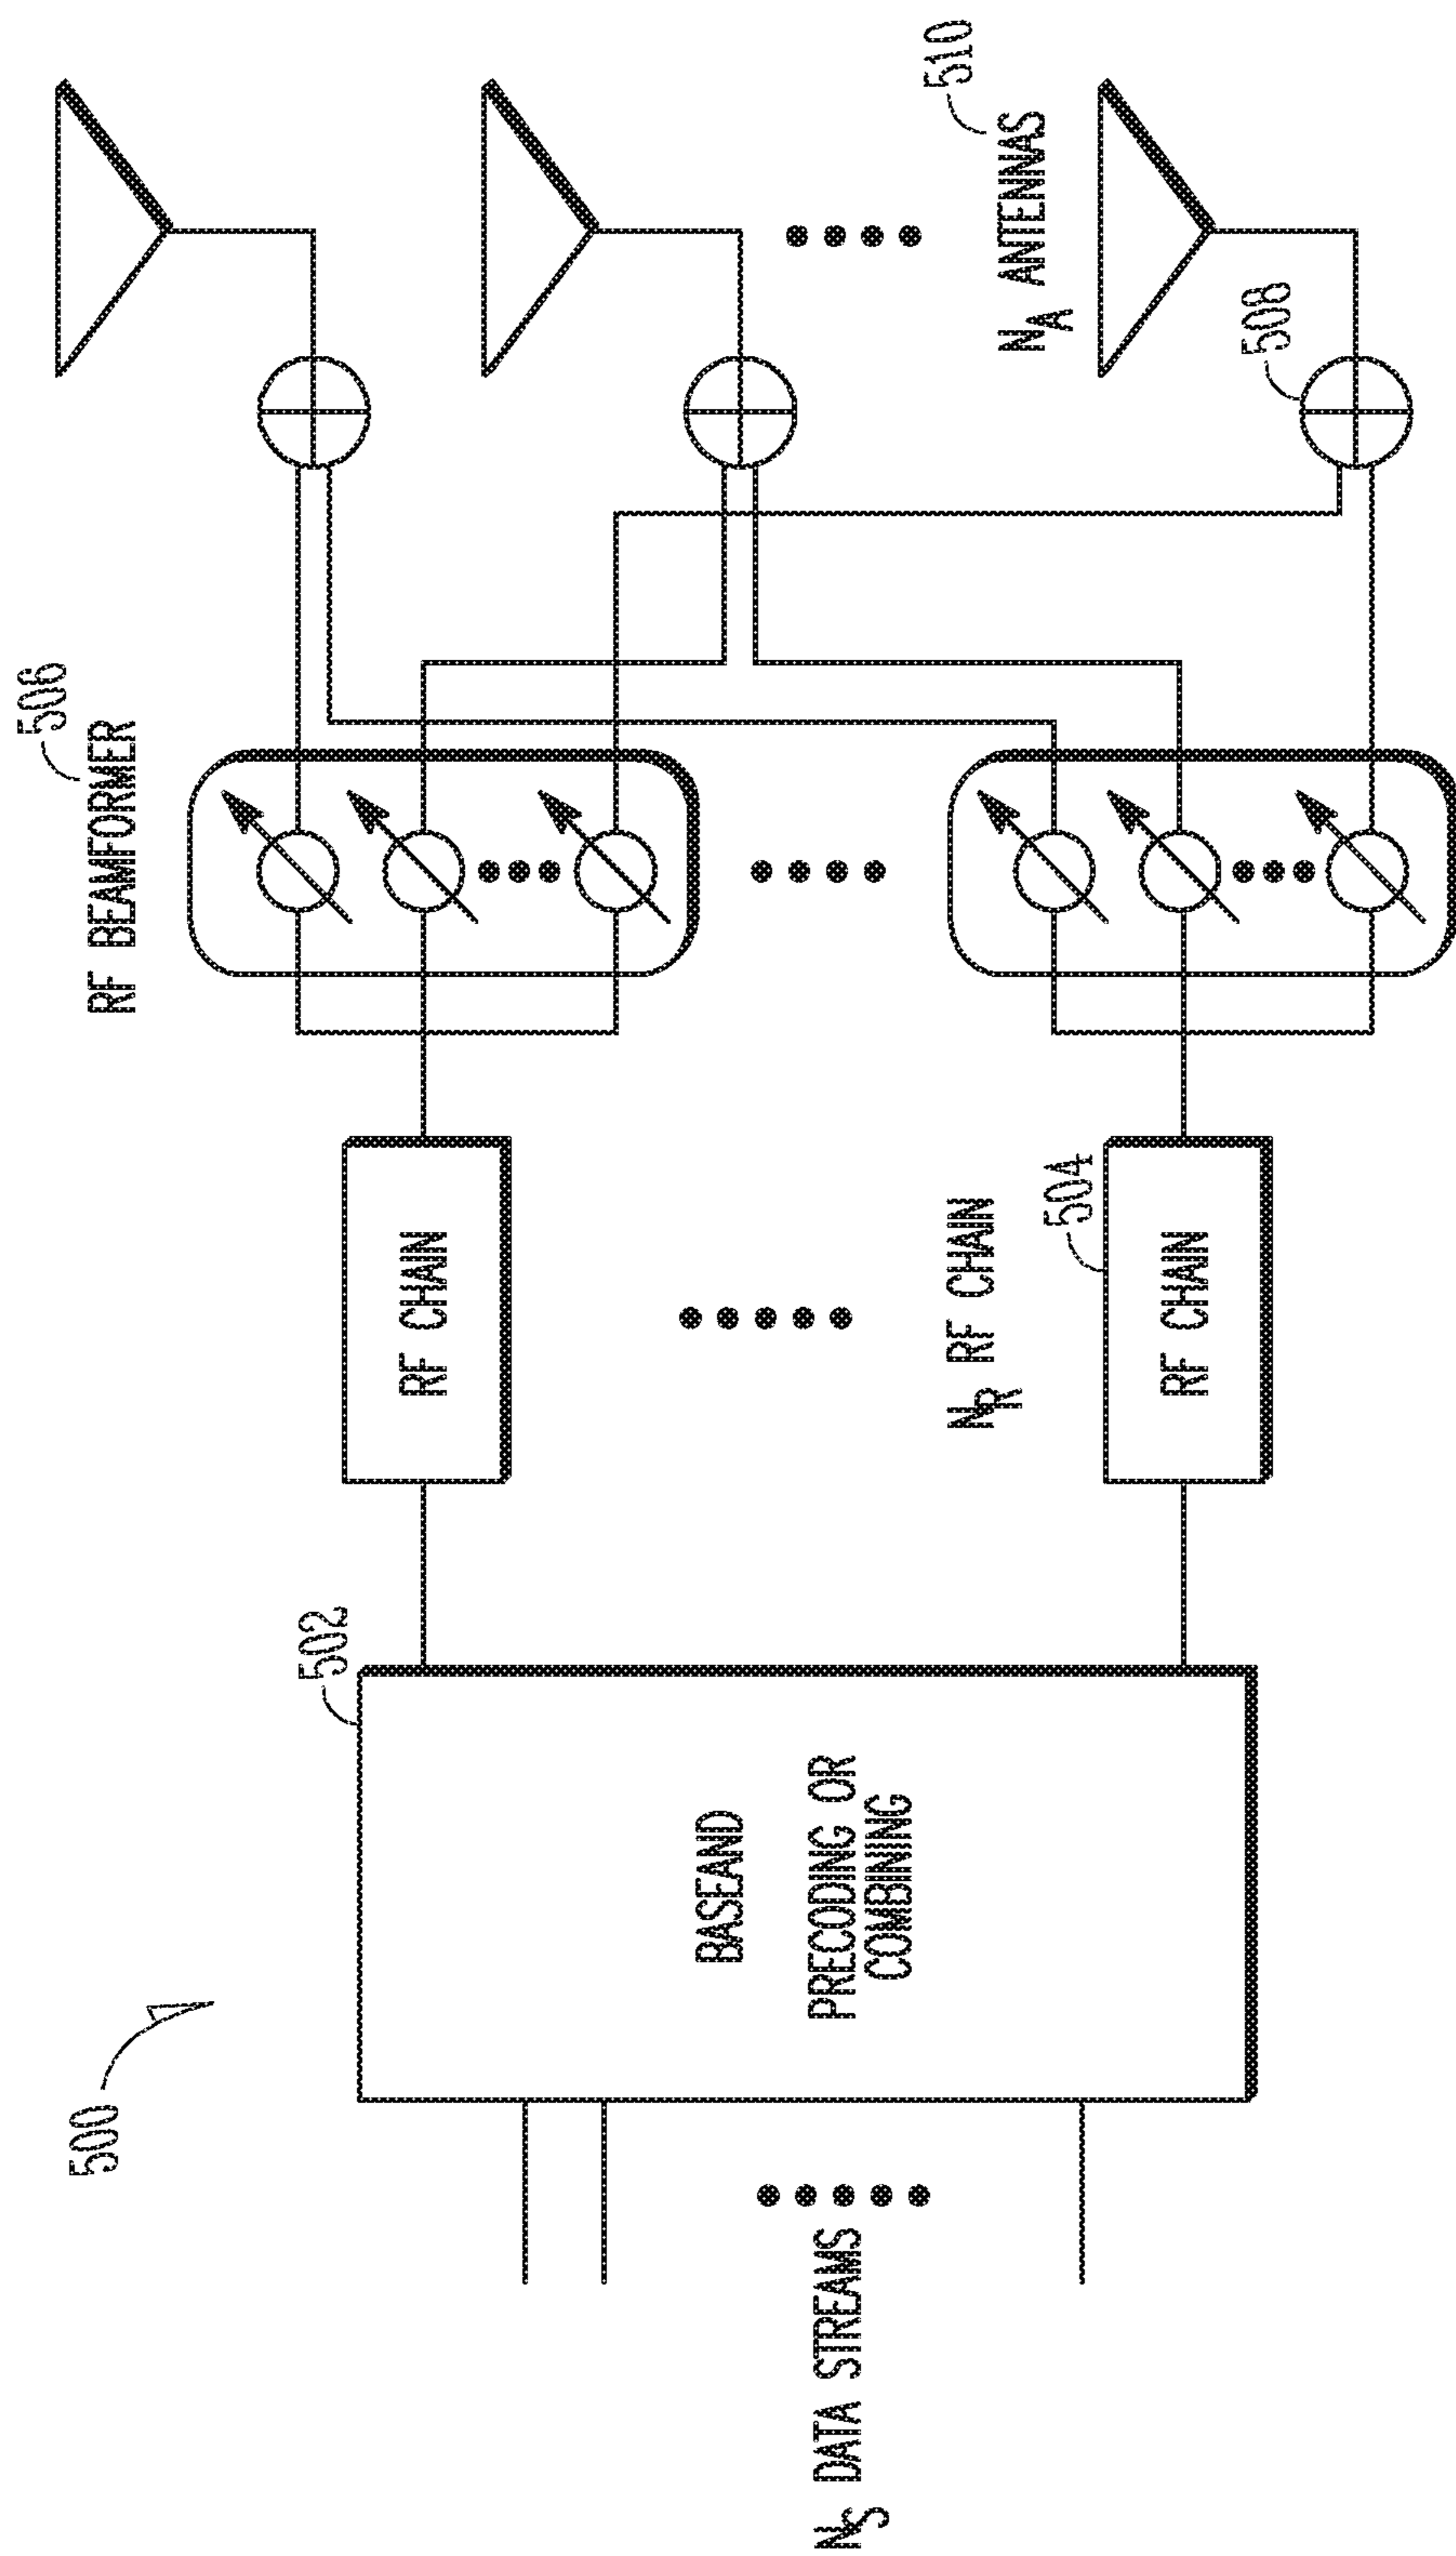 500
N_S DATA STREAMS
502
BASEAND
PRECODING OR
COMBINING
RF CHAIN
N_R RF CHAIN
504
RF CHAIN
506
RF BEAMFORMER
510
N_A ANTENNAS
508